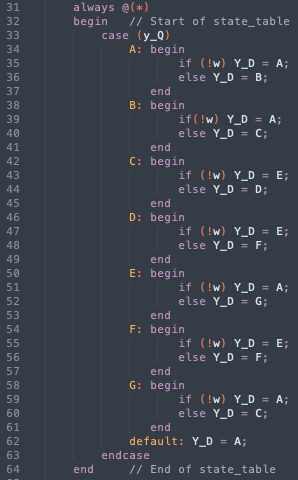 31 always @(*)
32 begin // Start of state_table
33 case (y_Q)
34 A: begin
35 if (!w) Y_D = A;
36 else Y_D = B;
37 end
38 B: begin
39 if(!w) Y_D = A;
40 else Y_D = C;
41 end
42 C: begin
43 if (!w) Y_D = E;
44 else Y_D = D;
45 end
46 D: begin
47 if (!w) Y_D = E;
48 else Y_D = F;
49 end
50 E: begin
51 if (!w) Y_D = A;
52 else Y_D = G;
53 end
54 F: begin
55 if (!w) Y_D = E;
56 else Y_D = F;
57 end
58 G: begin
59 if (!w) Y_D = A;
60 else Y_D = C;
61 end
62 default: Y_D = A;
63 endcase
64 end // End of state_table